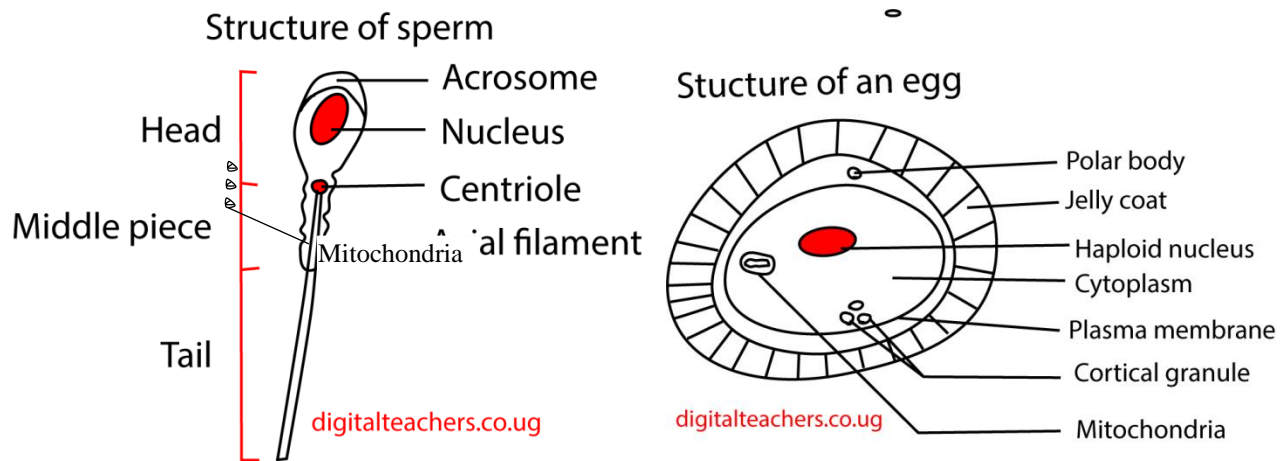 Structure of sperm
Acrosome
Head
Nucleus
Centriole
Middle piece
Mitochondria
al filament
Tail
digitalteachers.co.ug
Stucture of an egg
Polar body
Jelly coat
Haploid nucleus
Cytoplasm
Plasma membrane
Cortical granule
Mitochondria
digitalteachers.co.ug